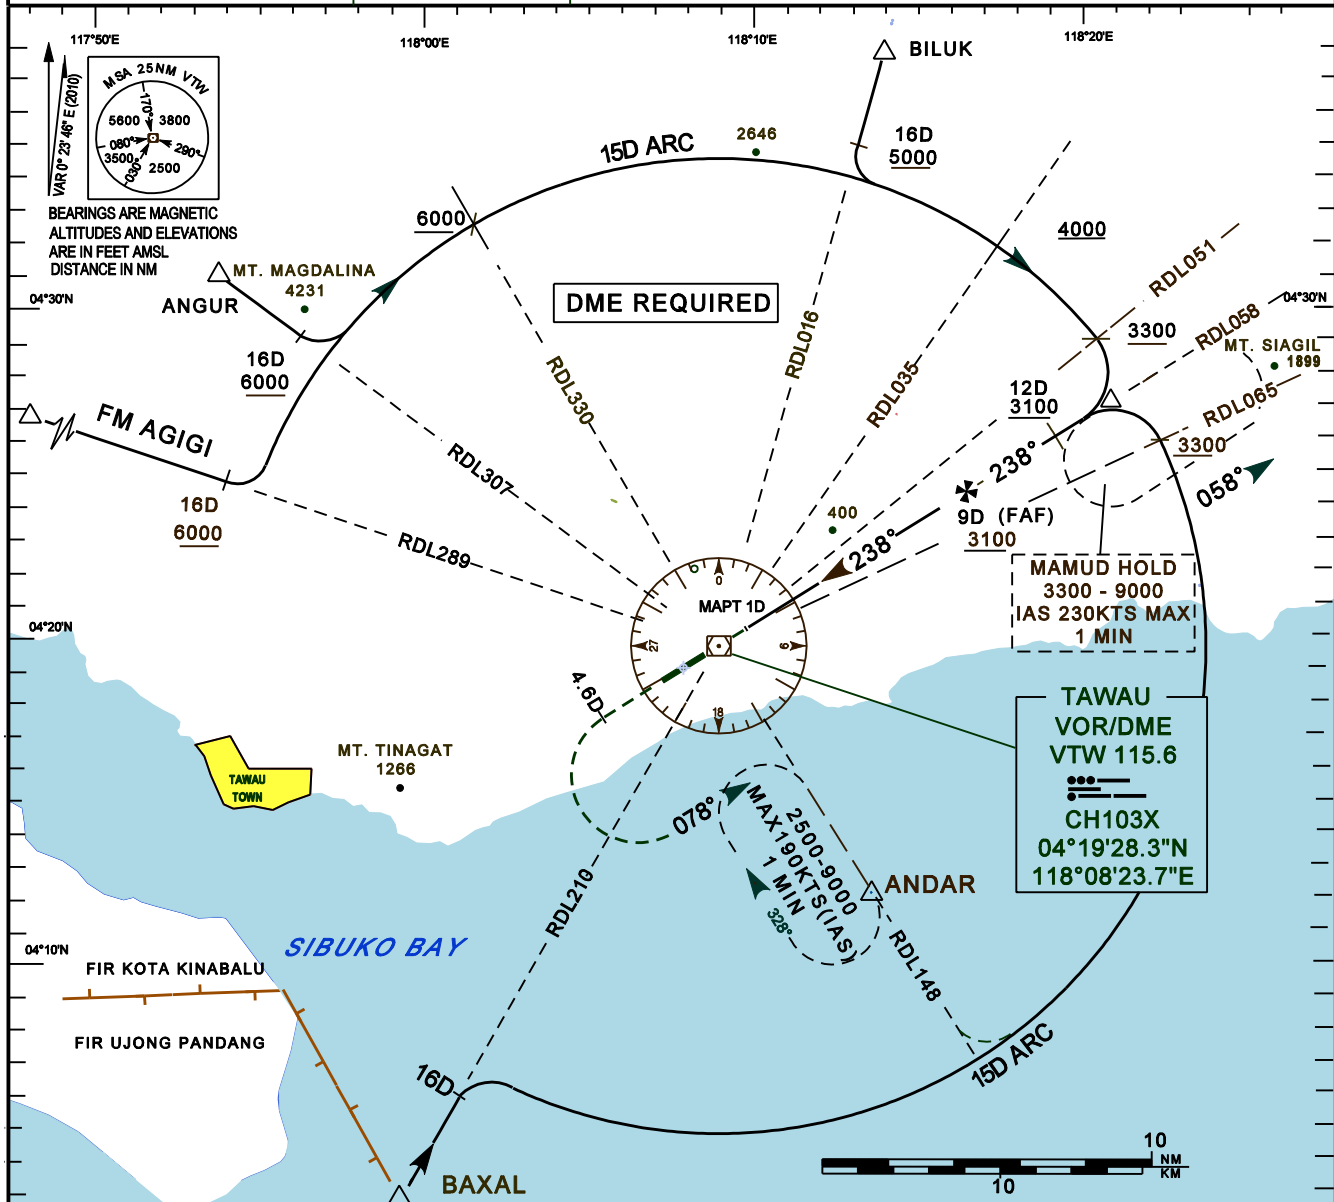 117°50'E
118°00'E
118°10'E
118°20'E
VAR 0° 23' 46" E (2010)
MSA 25NM VTW
170°
5600
3800
080°
290°
3500
030°
2500
BEARINGS ARE MAGNETIC
ALTITUDES AND ELEVATIONS
ARE IN FEET AMSL
DISTANCE IN NM
BILUK
16D
5000
15D ARC
2646
6000
4000
RDL051
MT. MAGDALINA
4231
ANGUR
DME REQUIRED
04°30'N
04°30'N
RDL016
RDL058
3300
MT. SIAGIL
1899
16D
6000
RDL330
RDL035
12D
3100
RDL065
FM AGIGI
RDL307
238°
3300
058°
16D
6000
RDL289
400
9D (FAF)
3100
238°
MAMUD HOLD
3300 - 9000
IAS 230KTS MAX
1 MIN
0
MAPT 1D
27
6
18
04°20'N
4.6D
TAWAU
VOR/DME
VTW 115.6
CH103X
04°19'28.3"N
118°08'23.7"E
MT. TINAGAT
1266
TAWAU
TOWN
078°
2500-9000
MAX190KTS(IAS)
1 MIN
328°
ANDAR
RDL210
RDL148
SIBUKO BAY
04°10'N
FIR KOTA KINABALU
FIR UJONG PANDANG
15D ARC
16D
BAXAL
10
NM
KM
10